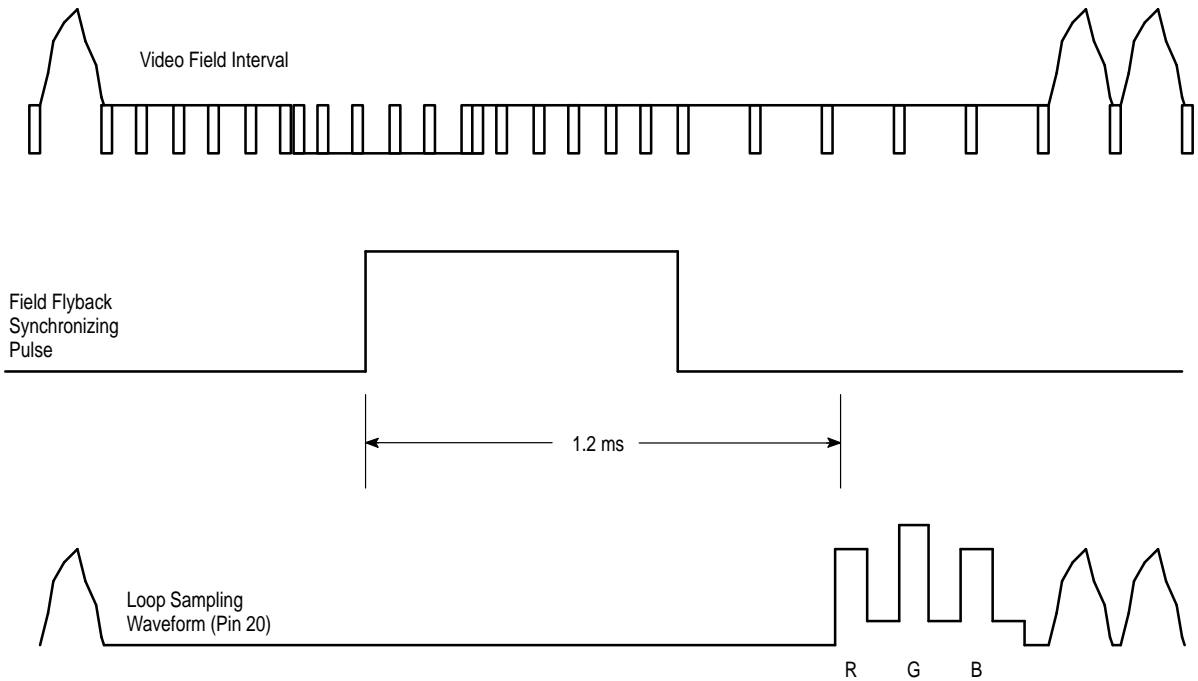 Video Field Interval
Field Flyback
Synchronizing
Pulse
1.2 ms
Loop Sampling
Waveform (Pin 20)
R G B